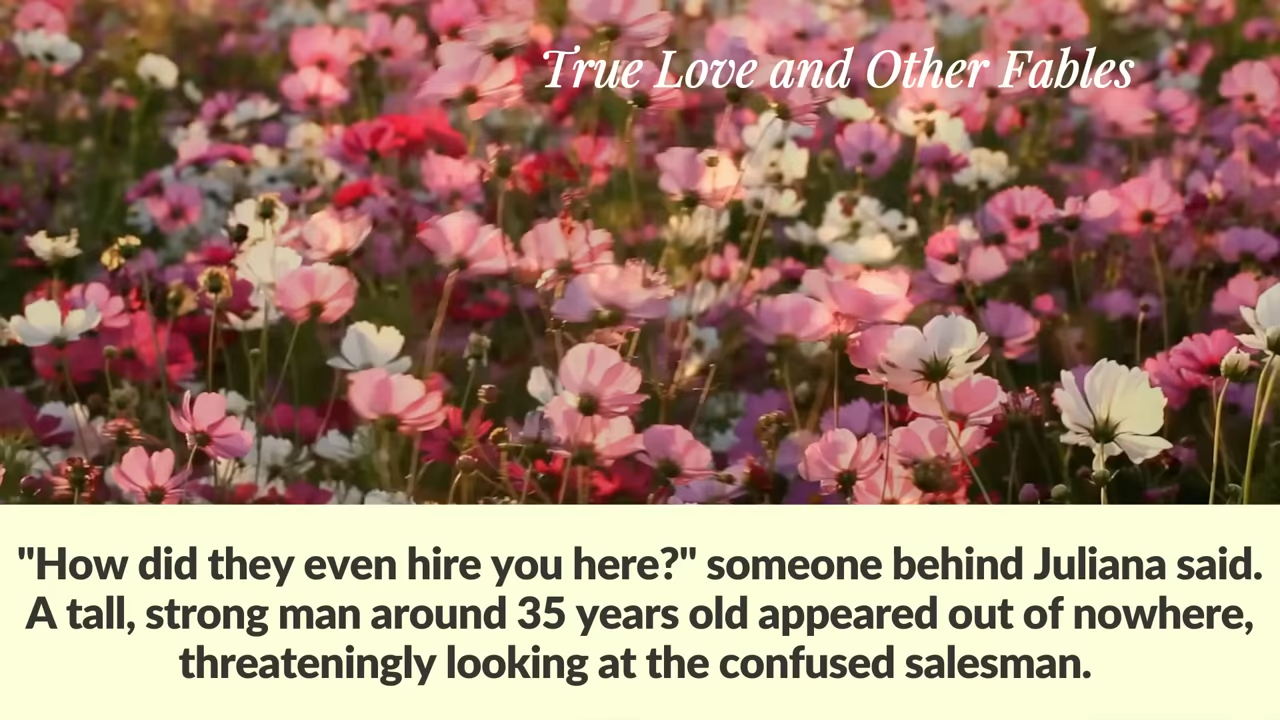 True Love and Other Fables
"How did they even hire you here?" someone behind Juliana said.
A tall, strong man around 35 years old appeared out of nowhere,
threateningly looking at the confused salesman.